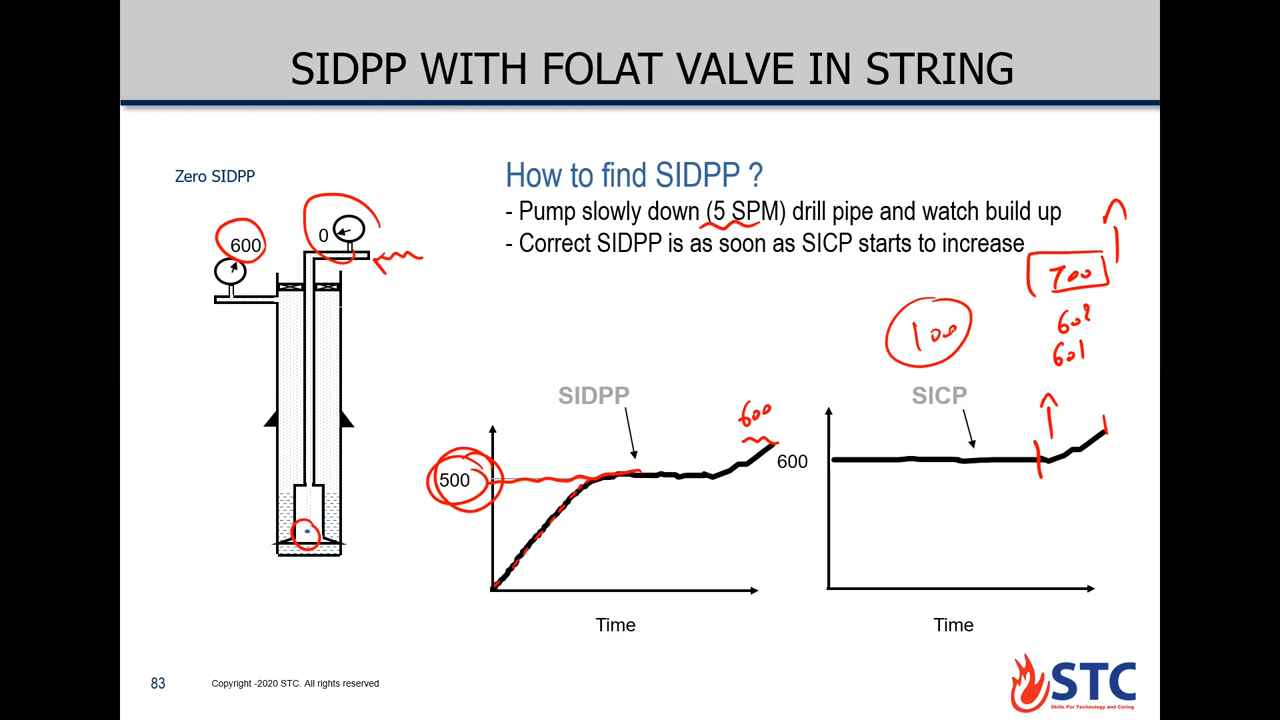 SIDPP WITH FOLAT VALVE IN STRING
Zero SIDPP
How to find SIDPP ?
- Pump slowly down (5 SPM) drill pipe and watch build up
- Correct SIDPP is as soon as SICP starts to increase
600
0
700
602
601
100
SIDPP
SICP
600
500
600
Time
Time
83
Copyright -2020 STC. All rights reserved
STC
Skills For Technology and Caring